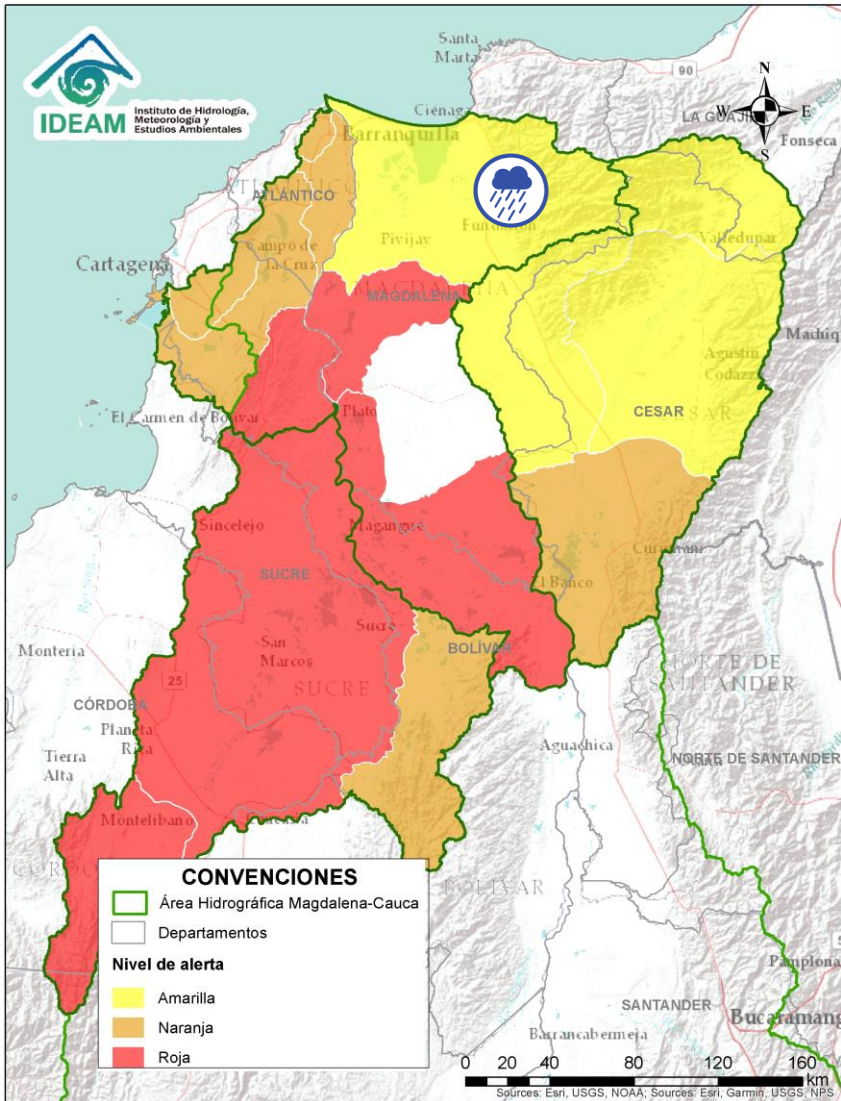 IDEAM
Instituto de Hidrología,
Meteorología y
Estudios Ambientales
Santa
Marta
90
N
W
E
S
LA GUAJI
Fonseca
Ciénaga
Barranquilla
ATLÁNTICO
Fundación
Pivijay
Valledupar
Campo de
la Cruz
Cartagena
MAGDALENA
Agustín
Codazzi
CESAR
El Carmen de Bolívar
Plato
Sincelejo
Magangué
SUCRE
El Banco
Sucre
San
Marcos
BOLÍVAR
SUCRE
Montería
25
CÓRDOBA
Planeta
Rica
Tierra
Alta
Aguachica
NORTE DE
SANTANDER
NORTE DE SANTANDER
Montelíbano
BOLÍVAR
CONVENCIONES
Área Hidrográfica Magdalena-Cauca
Departamentos
Nivel de alerta
Amarilla
Naranja
Roja
Pamplona
SANTANDER
Bucaramang
Barrancabermeja
0 20 40 80 120 160
km
Sources: Esri, USGS, NOAA; Sources: Esri, Garmin, USGS, NPS